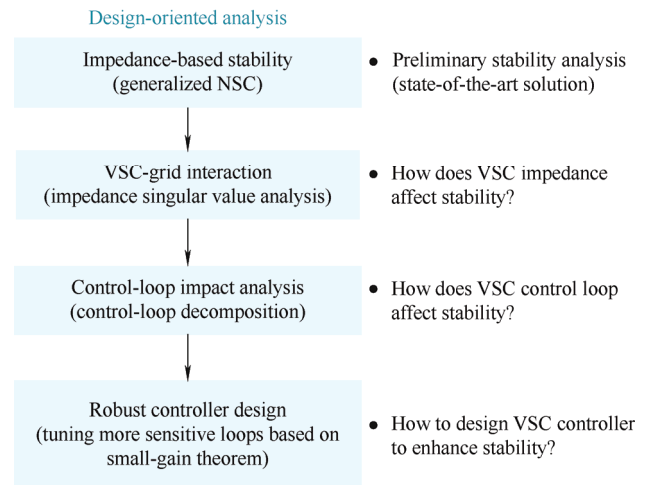 Design-oriented analysis
Impedance-based stability
(generalized NSC)
• Preliminary stability analysis
(state-of-the-art solution)
VSC-grid interaction
(impedance singular value analysis)
• How does VSC impedance
affect stability?
Control-loop impact analysis
(control-loop decomposition)
• How does VSC control loop
affect stability?
Robust controller design
(tuning more sensitive loops based on
small-gain theorem)
• How to design VSC controller
to enhance stability?